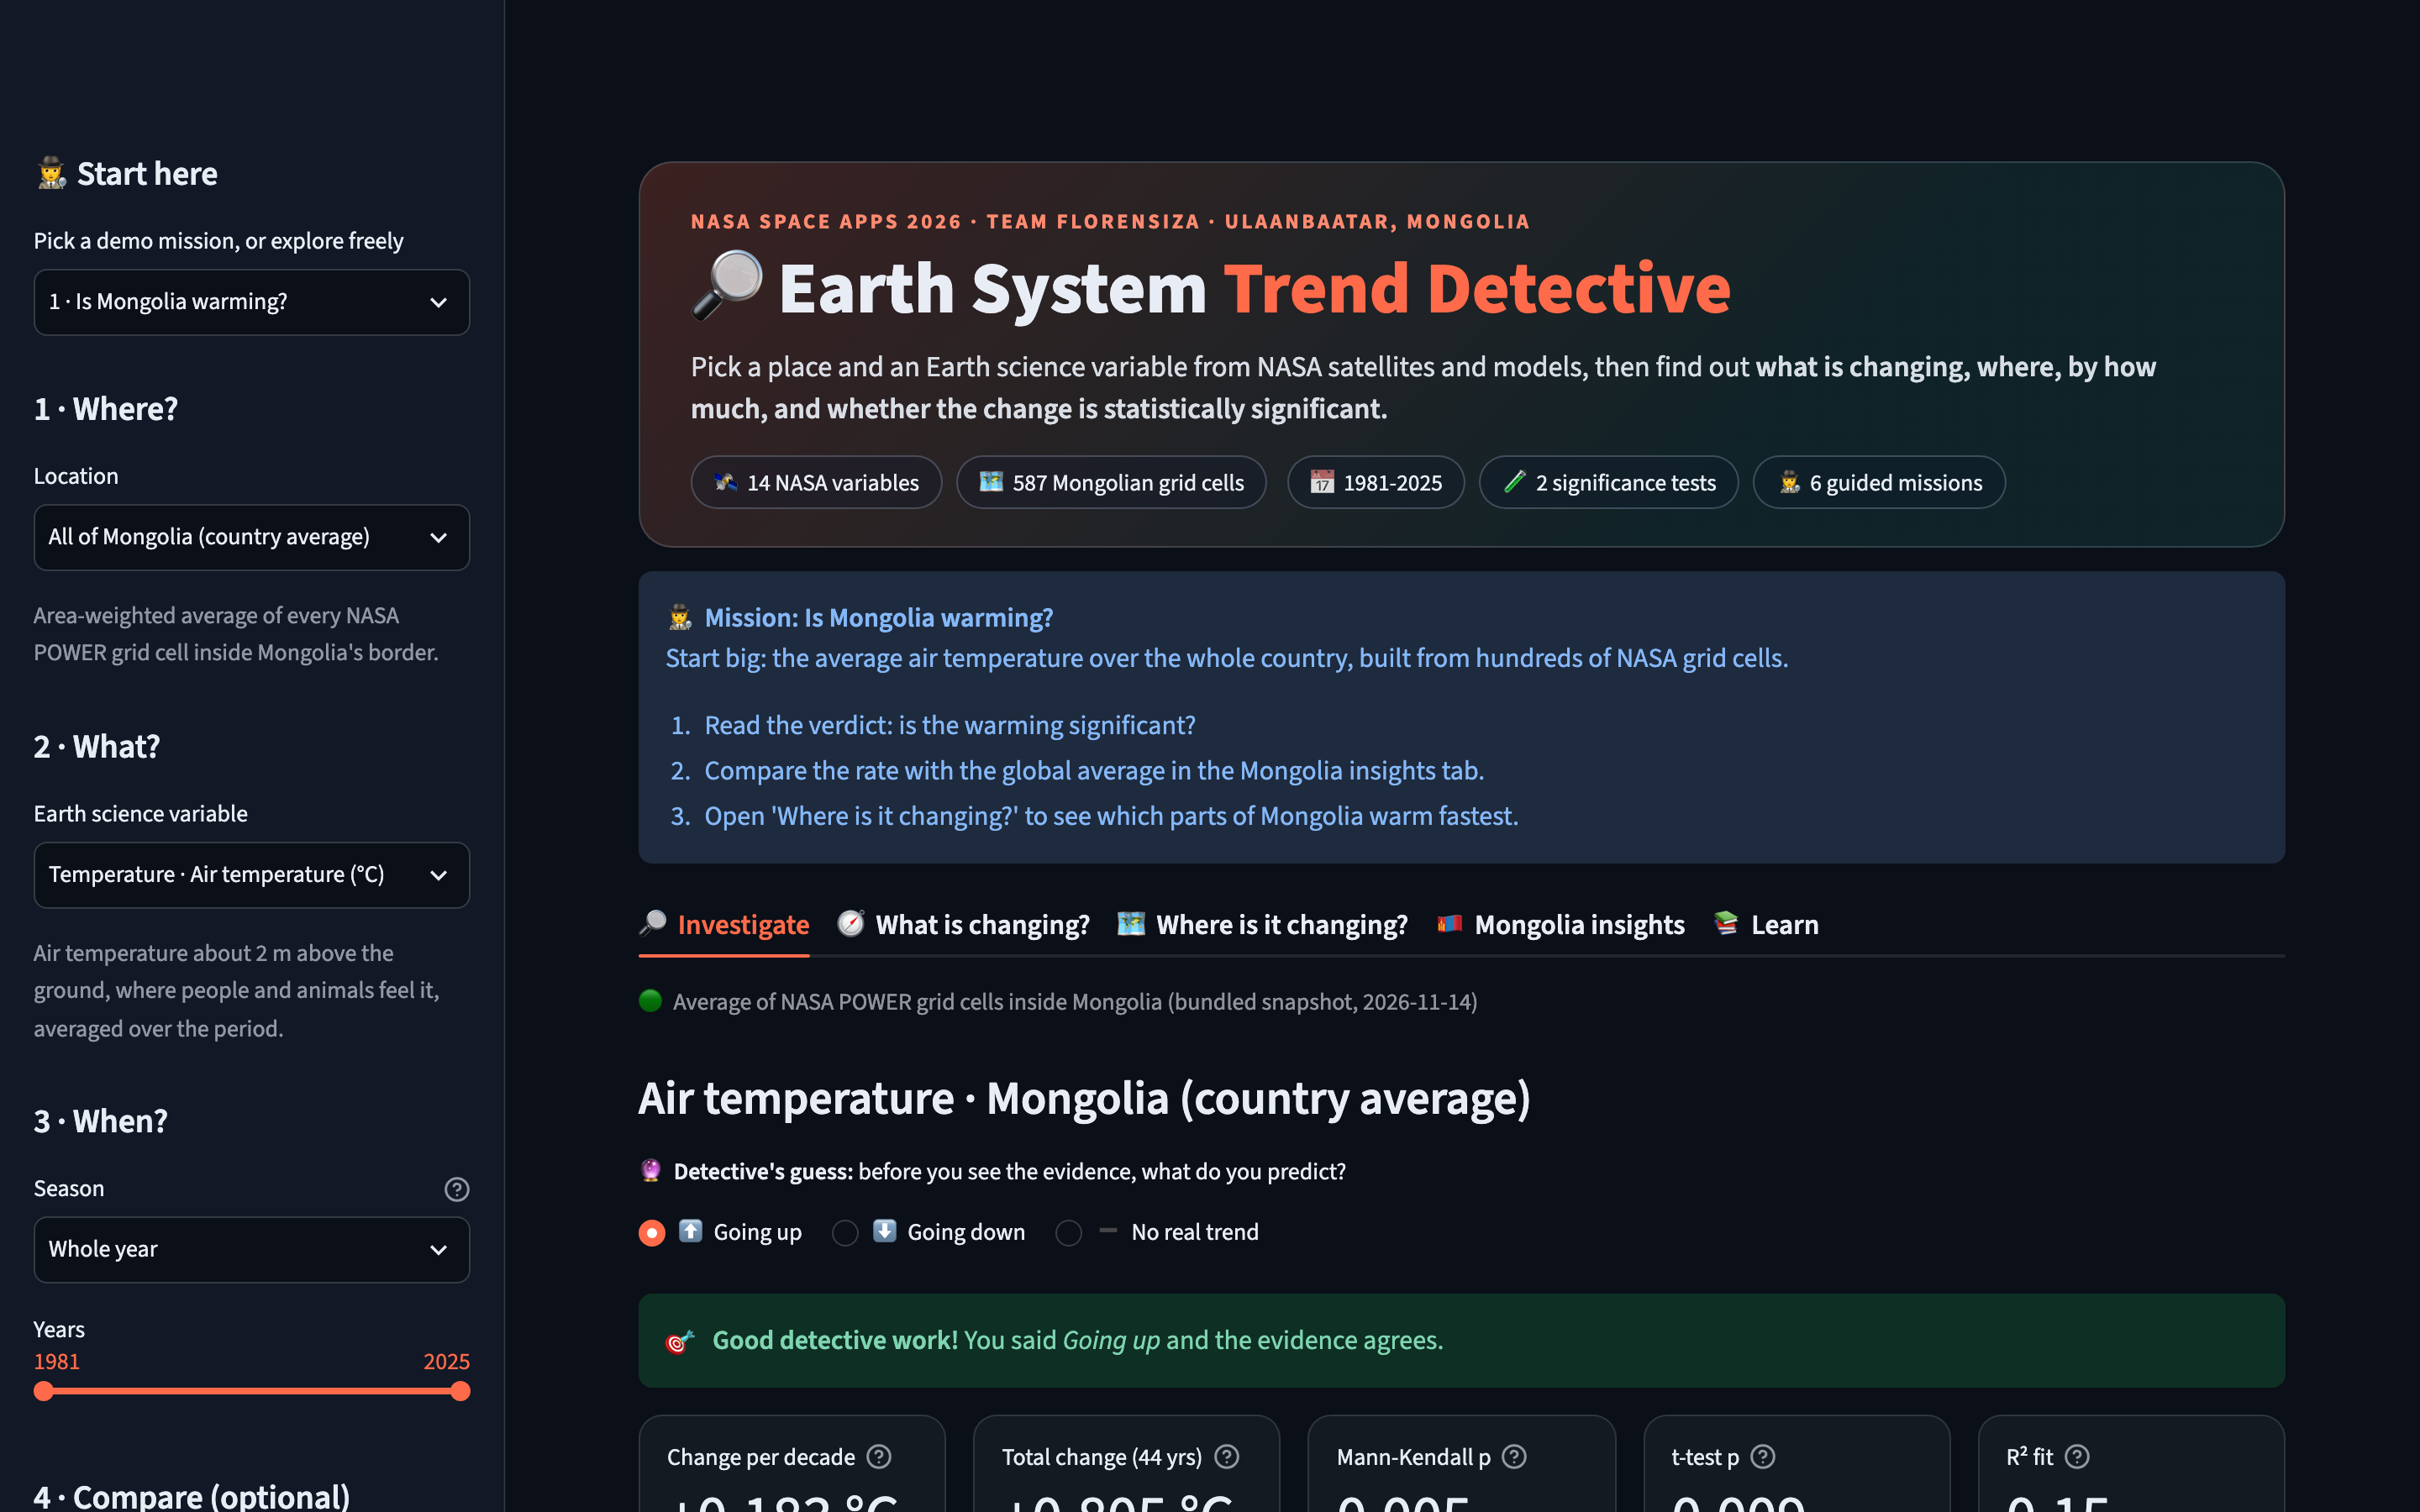 Start here
Pick a demo mission, or explore freely
1 · Is Mongolia warming?
1 · Where?
Location
All of Mongolia (country average)
Area-weighted average of every NASA
POWER grid cell inside Mongolia's border.
2 · What?
Earth science variable
Temperature · Air temperature (°C)
Air temperature about 2 m above the
ground, where people and animals feel it,
averaged over the period.
3 · When?
Season
Whole year
Years
1981 2025
4 · Compare (optional)
NASA SPACE APPS 2026 · TEAM FLORENSIZA · ULAANBAATAR, MONGOLIA
Earth System Trend Detective
Pick a place and an Earth science variable from NASA satellites and models, then find out what is changing, where, by how
much, and whether the change is statistically significant.
14 NASA variables 587 Mongolian grid cells 1981-2025 2 significance tests 6 guided missions
Mission: Is Mongolia warming?
Start big: the average air temperature over the whole country, built from hundreds of NASA grid cells.
1. Read the verdict: is the warming significant?
2. Compare the rate with the global average in the Mongolia insights tab.
3. Open 'Where is it changing?' to see which parts of Mongolia warm fastest.
Investigate What is changing? Where is it changing? Mongolia insights Learn
Average of NASA POWER grid cells inside Mongolia (bundled snapshot, 2026-11-14)
Air temperature · Mongolia (country average)
Detective's guess: before you see the evidence, what do you predict?
Going up Going down No real trend
Good detective work! You said Going up and the evidence agrees.
Change per decade Total change (44 yrs) Mann-Kendall p t-test p R² fit